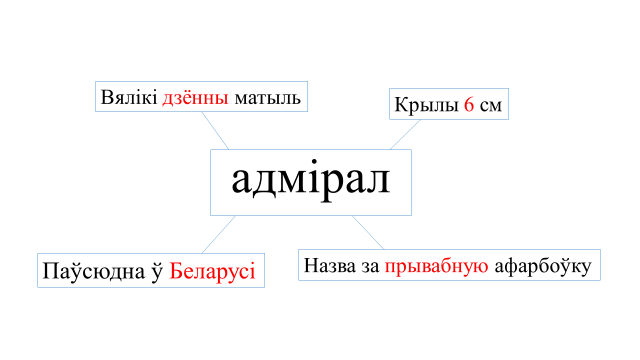 Вялікі дзённы матыль
Крылы 6 см
адмірал
Паўсюдна ў Беларусі
Назва за прывабную афарбоўку